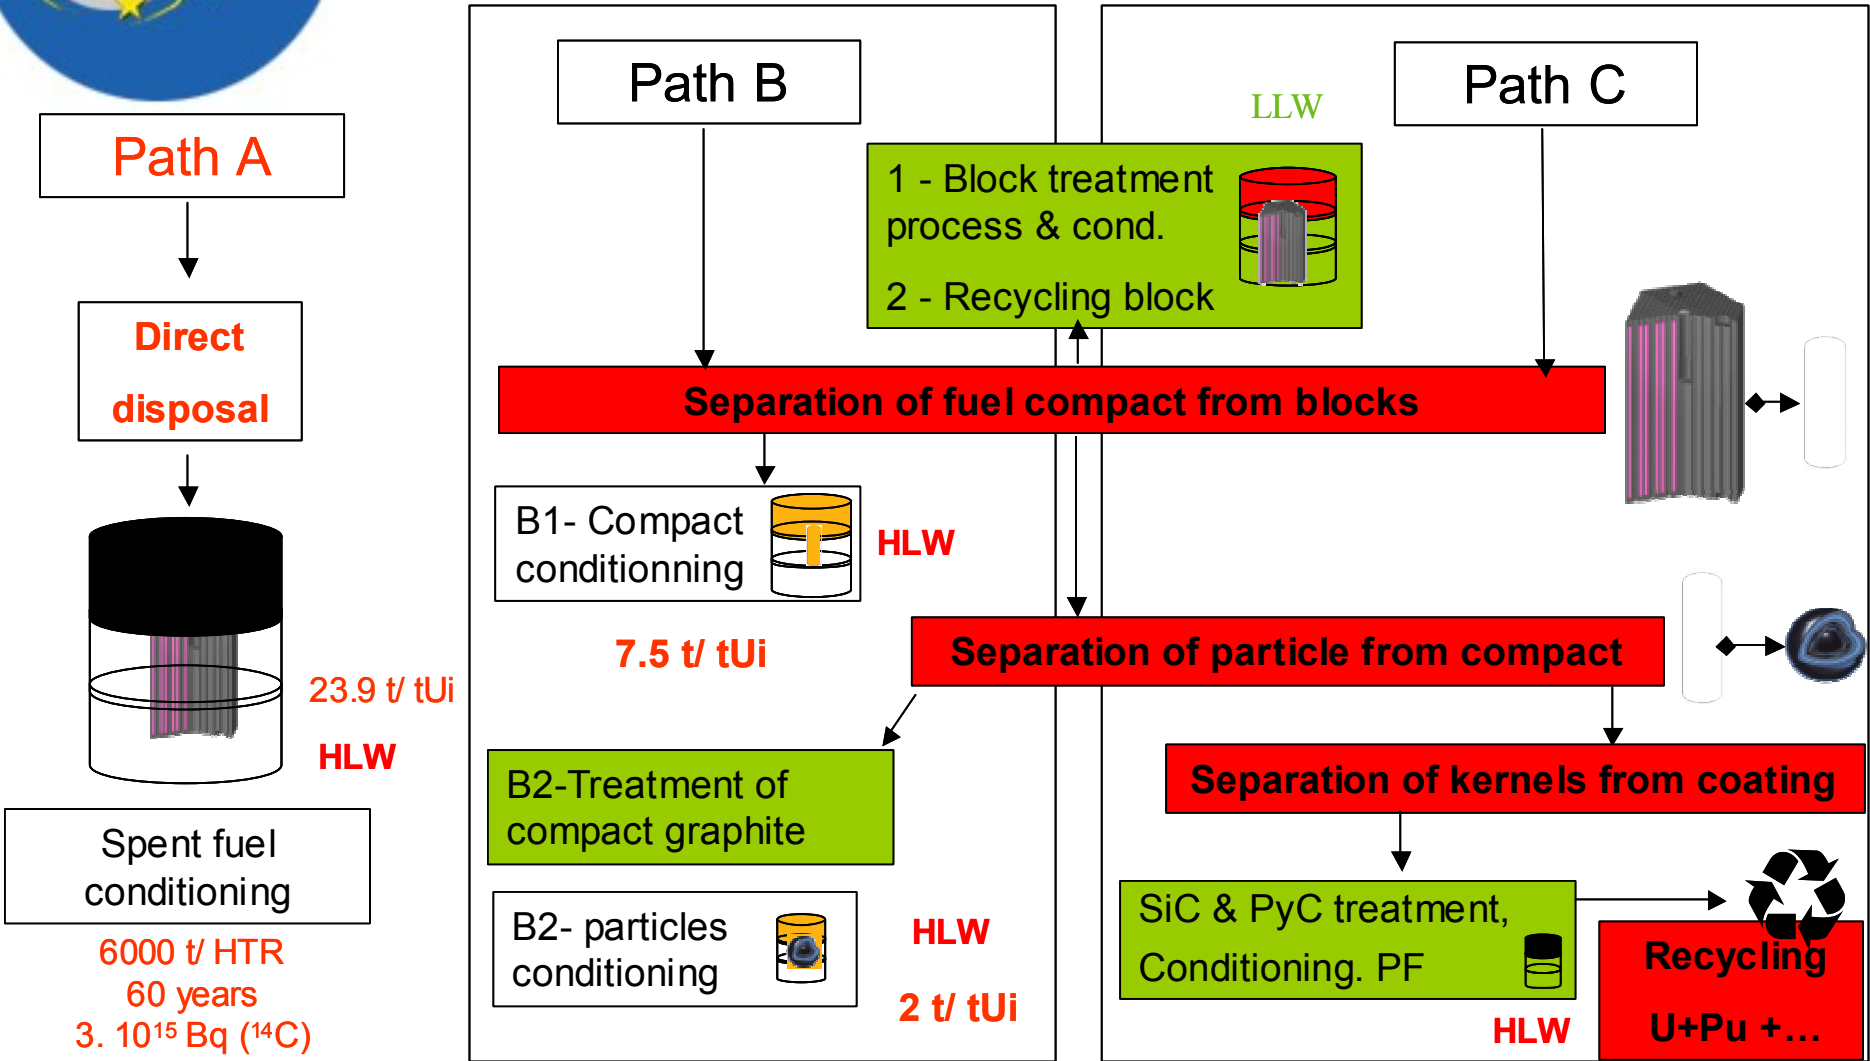 Path A
Direct
disposal
23.9 t/ tUi
HLW
Spent fuel
conditioning
6000 t/ HTR
60 years
3. 10¹⁵ Bq (¹⁴C)
Path B
Path C
LLW
1 - Block treatment
process & cond.
2 - Recycling block
Separation of fuel compact from blocks
B1- Compact
conditionning
HLW
7.5 t/ tUi
Separation of particle from compact
B2-Treatment of
compact graphite
B2- particles
conditioning
HLW
2 t/ tUi
Separation of kernels from coating
SiC & PyC treatment,
Conditioning. PF
HLW
Recycling
U+Pu +...